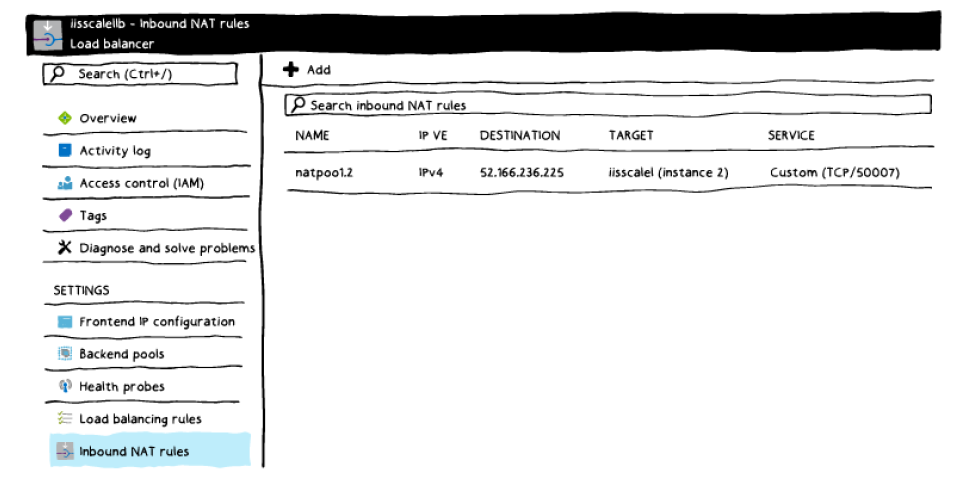 iisscalellb - Inbound NAT rules
Load balancer
Search (Ctrl+/)
Overview
Activity log
Access control (IAM)
Tags
Diagnose and solve problems
SETTINGS
Frontend IP configuration
Backend pools
Health probes
Load balancing rules
Inbound NAT rules
Add
Search inbound NAT rules
NAME IP VE DESTINATION TARGET SERVICE
natpoo1.2 IPv4 52.166.236.225 iisscalel (instance 2) Custom (TCP/50007)